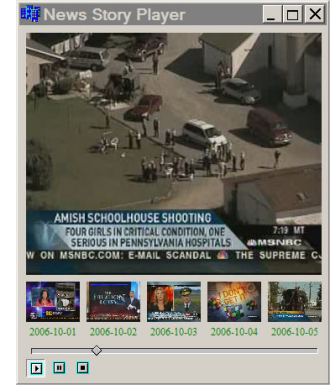 News Story Player
AMISH SCHOOLHOUSE SHOOTING
FOUR GIRLS IN CRITICAL CONDITION, ONE
SERIOUS IN PENNSYLVANIA HOSPITALS
7:19 MT
MSNBC
W ON MSNBC.COM: E-MAIL SCANDAL THE SUPREME C
2006-10-01 2006-10-02 2006-10-03 2006-10-04 2006-10-05